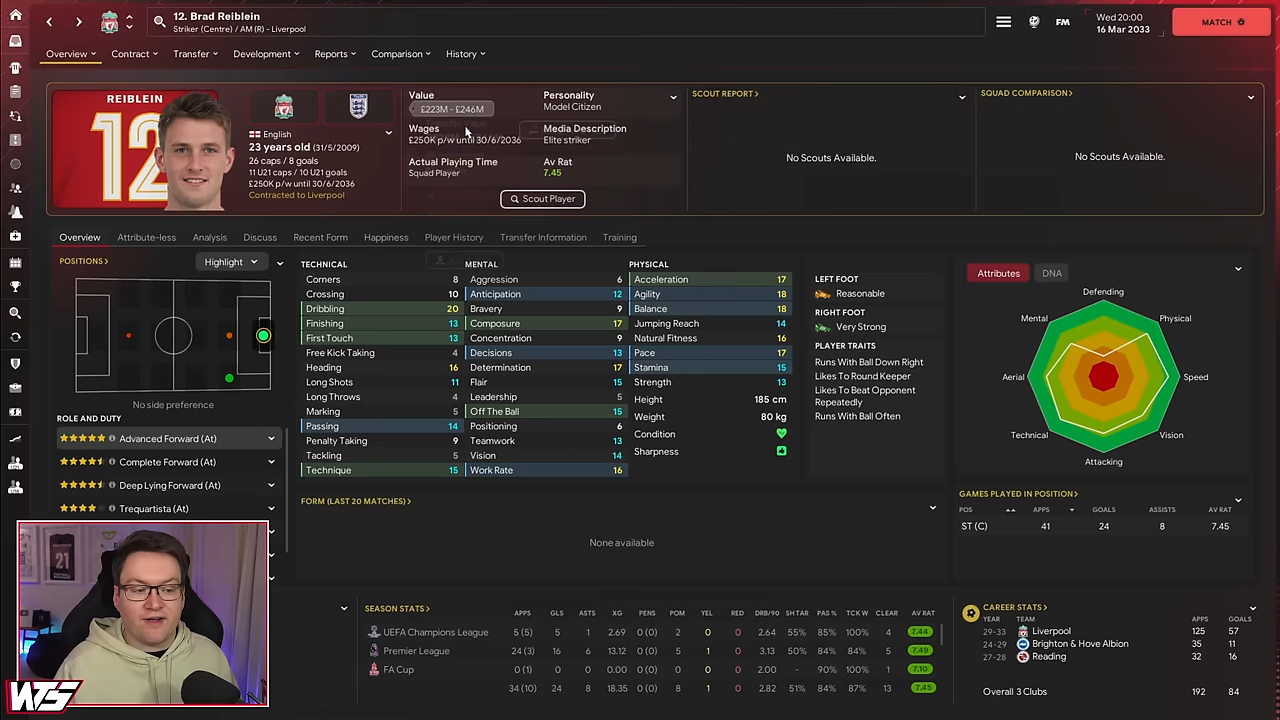 12. Brad Reiblein
Striker (Centre) / AM (R) - Liverpool
FM
Wed 20:00
16 Mar 2033
MATCH
Overview
Contract
Transfer
Development
Reports
Comparison
History
REIBLEIN
12
English
23 years old (31/5/2009)
26 caps / 8 goals
11 U21 caps / 10 U21 goals
£250K p/w until 30/6/2036
Contracted to Liverpool
Value
£223M - £246M
Wages
£250K p/w until 30/6/2036
Actual Playing Time
Squad Player
Personality
Model Citizen
Media Description
Elite striker
Av Rat
7.45
Scout Player
SCOUT REPORT >
No Scouts Available.
SQUAD COMPARISON >
No Scouts Available.
Overview
Attribute-less
Analysis
Discuss
Recent Form
Happiness
Player History
Transfer Information
Training
POSITIONS >
Highlight
No side preference
ROLE AND DUTY
Advanced Forward (At)
Complete Forward (At)
Deep Lying Forward (At)
Trequartista (At)
TECHNICAL
Corners 8
Crossing 10
Dribbling 20
Finishing 13
First Touch 13
Free Kick Taking 4
Heading 16
Long Shots 11
Long Throws 4
Marking 5
Passing 14
Penalty Taking 9
Tackling 5
Technique 15
MENTAL
Aggression 6
Anticipation 12
Bravery 9
Composure 17
Concentration 9
Decisions 13
Determination 17
Flair 15
Leadership 5
Off The Ball 15
Positioning 6
Teamwork 13
Vision 14
Work Rate 16
PHYSICAL
Acceleration 17
Agility 18
Balance 18
Jumping Reach 14
Natural Fitness 16
Pace 17
Stamina 15
Strength 13
Height 185 cm
Weight 80 kg
Condition
Sharpness
LEFT FOOT
Reasonable
RIGHT FOOT
Very Strong
PLAYER TRAITS
Runs With Ball Down Right
Likes To Round Keeper
Likes To Beat Opponent
Repeatedly
Runs With Ball Often
Attributes
DNA
Defending
Physical
Speed
Vision
Attacking
Technical
Aerial
Mental
FORM (LAST 20 MATCHES) >
None available
GAMES PLAYED IN POSITION >
POS APPS GOALS ASSISTS AV RAT
ST (C) 41 24 8 7.45
SEASON STATS >
APPS GLS ASTS XG PENS POM YEL RED DRB/90 SH TAR PAS % TCK W CLEAR AV RAT
UEFA Champions League 5 (5) 5 1 2.69 0 (0) 2 0 0 2.64 55% 85% 100% 4 7.44
Premier League 24 (3) 16 6 13.12 0 (0) 5 1 0 3.13 50% 84% 84% 5 7.49
FA Cup 0 (1) 0 0 0.00 0 (0) 0 0 0 2.00 - 90% 100% 1 7.10
34 (10) 24 8 18.35 0 (0) 8 1 0 2.82 51% 84% 87% 13 7.45
CAREER STATS >
YEAR TEAM APPS GOALS
29-33 Liverpool 125 57
24-29 Brighton & Hove Albion 35 11
27-28 Reading 32 16
Overall 3 Clubs 192 84
21
WTS